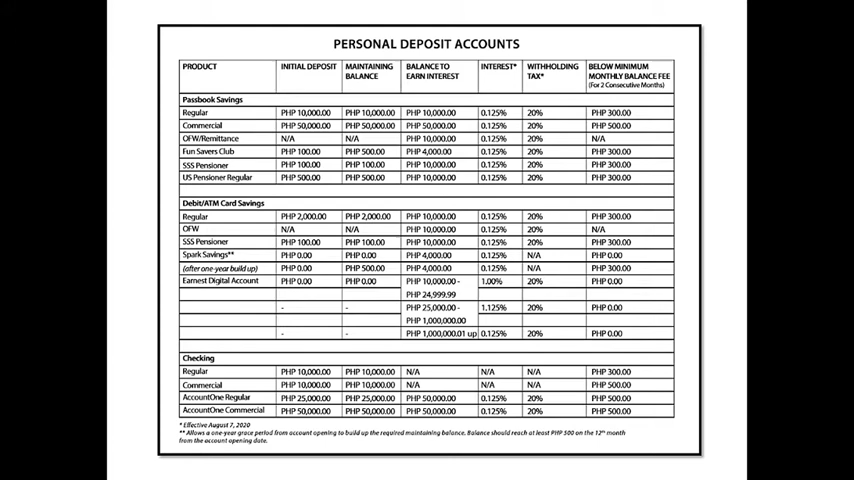 PERSONAL DEPOSIT ACCOUNTS
PRODUCT INITIAL DEPOSIT MAINTAINING BALANCE BALANCE TO EARN INTEREST INTEREST* WITHHOLDING TAX* BELOW MINIMUM MONTHLY BALANCE FEE (For 2 Consecutive Months)
Passbook Savings
Regular PHP 10,000.00 PHP 10,000.00 PHP 10,000.00 0.125% 20% PHP 300.00
Commercial PHP 50,000.00 PHP 50,000.00 PHP 50,000.00 0.125% 20% PHP 500.00
OFW/Remittance N/A N/A PHP 10,000.00 0.125% 20% N/A
Fun Savers Club PHP 100.00 PHP 500.00 PHP 4,000.00 0.125% 20% PHP 300.00
SSS Pensioner PHP 100.00 PHP 100.00 PHP 10,000.00 0.125% 20% PHP 300.00
US Pensioner Regular PHP 500.00 PHP 500.00 PHP 10,000.00 0.125% 20% PHP 300.00
Debit/ATM Card Savings
Regular PHP 2,000.00 PHP 2,000.00 PHP 10,000.00 0.125% 20% PHP 300.00
OFW N/A N/A PHP 10,000.00 0.125% 20% N/A
SSS Pensioner PHP 100.00 PHP 100.00 PHP 10,000.00 0.125% 20% PHP 300.00
Spark Savings** PHP 0.00 PHP 0.00 PHP 4,000.00 0.125% N/A PHP 0.00
(after one-year build up) PHP 0.00 PHP 500.00 PHP 4,000.00 0.125% N/A PHP 300.00
Earnest Digital Account PHP 0.00 PHP 0.00 PHP 10,000.00 - 1.00% 20% PHP 0.00
PHP 24,999.99
- - PHP 25,000.00 - 1.125% 20% PHP 0.00
PHP 1,000,000.00
- - PHP 1,000,000.01 up 0.125% 20% PHP 0.00
Checking
Regular PHP 10,000.00 PHP 10,000.00 N/A N/A N/A PHP 300.00
Commercial PHP 10,000.00 PHP 10,000.00 N/A N/A N/A PHP 500.00
AccountOne Regular PHP 25,000.00 PHP 25,000.00 PHP 50,000.00 0.125% 20% PHP 500.00
AccountOne Commercial PHP 50,000.00 PHP 50,000.00 PHP 50,000.00 0.125% 20% PHP 500.00
* Effective August 7, 2020
** Allows a one-year grace period from account opening to build up the required maintaining balance. Balance should reach at least PHP 500 on the 12th month
from the account opening date.